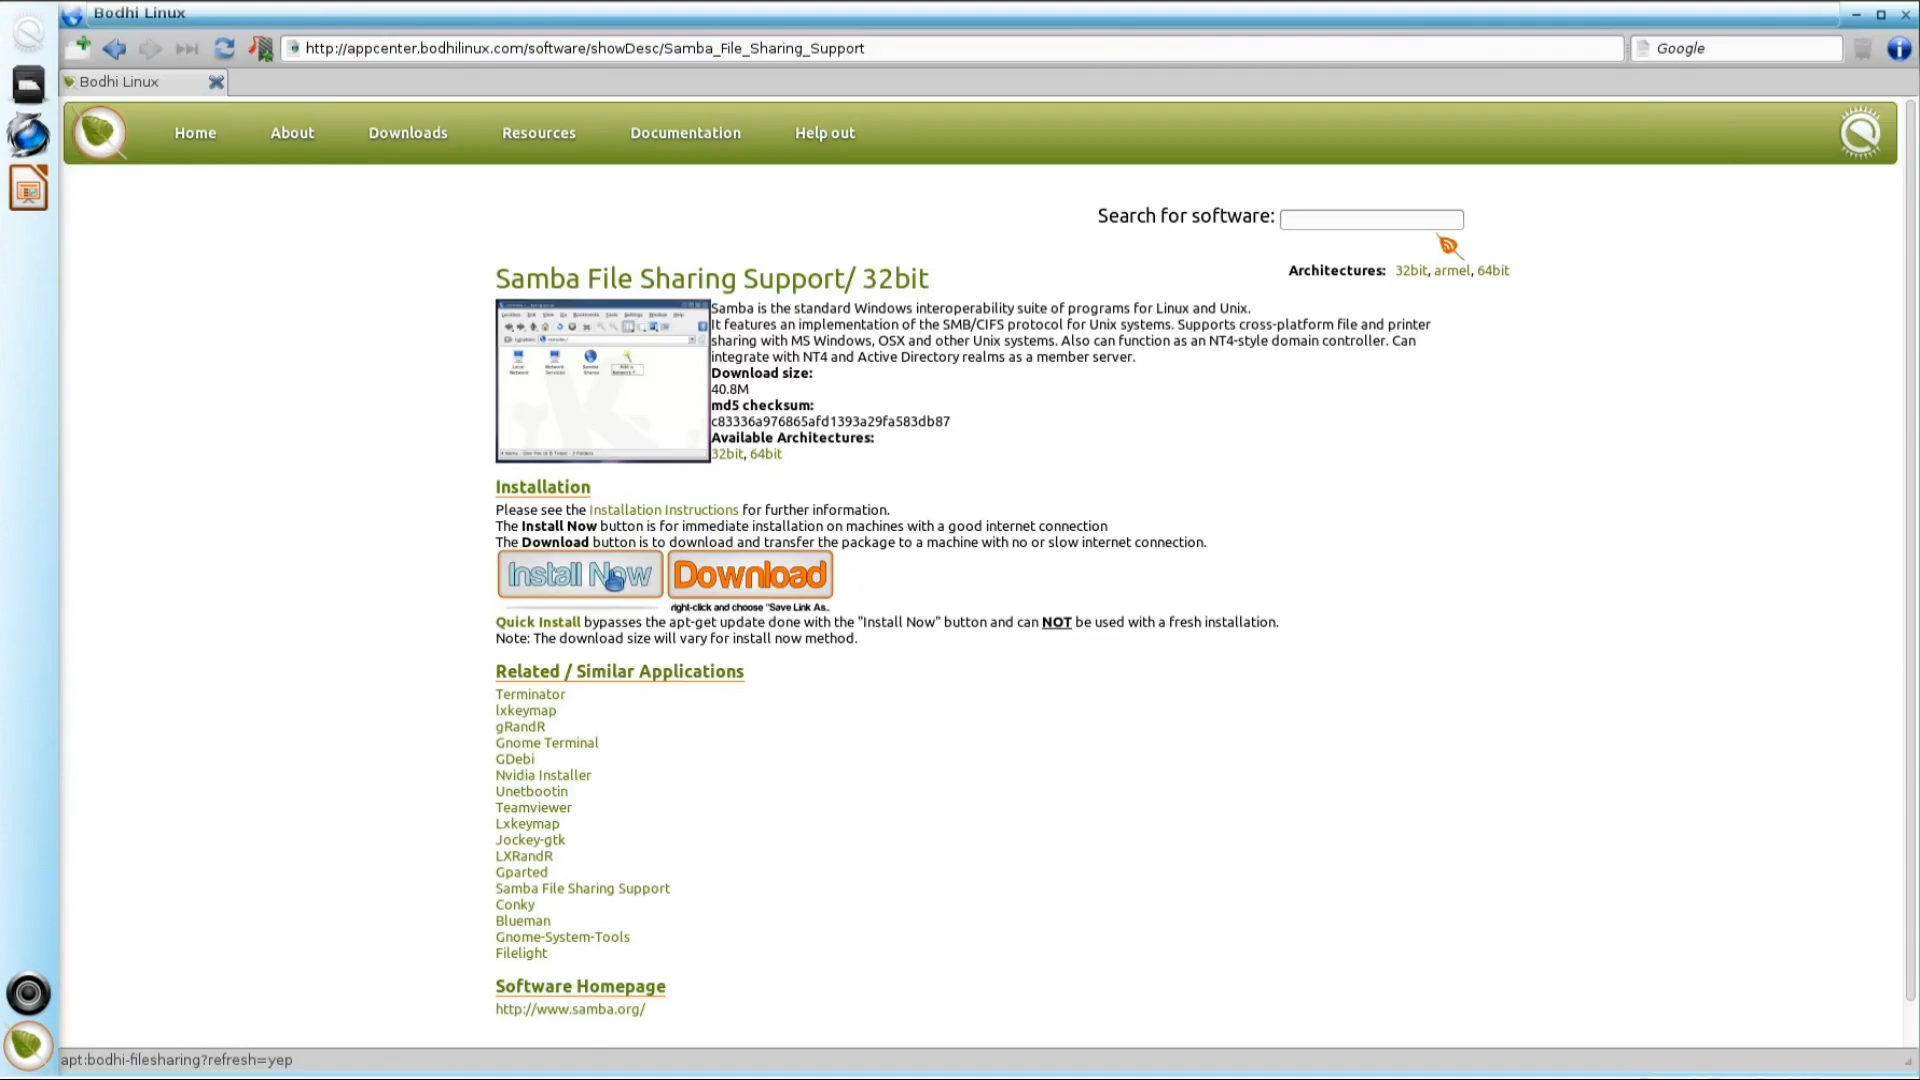 Bodhi Linux
http://appcenter.bodhilinux.com/software/showDesc/Samba_File_Sharing_Support
Google
Bodhi Linux
Home About Downloads Resources Documentation Help out
Search for software:
Architectures: 32bit, armel, 64bit
Samba File Sharing Support/ 32bit
Samba is the standard Windows interoperability suite of programs for Linux and Unix.
It features an implementation of the SMB/CIFS protocol for Unix systems. Supports cross-platform file and printer
sharing with MS Windows, OSX and other Unix systems. Also can function as an NT4-style domain controller. Can
integrate with NT4 and Active Directory realms as a member server.
Download size:
40.8M
md5 checksum:
c83336a976865afd1393a29fa583db87
Available Architectures:
32bit, 64bit
Installation
Please see the Installation Instructions for further information.
The Install Now button is for immediate installation on machines with a good internet connection
The Download button is to download and transfer the package to a machine with no or slow internet connection.
Install Now Download
right-click and choose "Save Link As..
Quick Install bypasses the apt-get update done with the "Install Now" button and can NOT be used with a fresh installation.
Note: The download size will vary for install now method.
Related / Similar Applications
Terminator
lxkeymap
gRandR
Gnome Terminal
GDebi
Nvidia Installer
Unetbootin
Teamviewer
Lxkeymap
Jockey-gtk
LXRandR
Gparted
Samba File Sharing Support
Conky
Blueman
Gnome-System-Tools
Filelight
Software Homepage
http://www.samba.org/
apt:bodhi-filesharing?refresh=yep